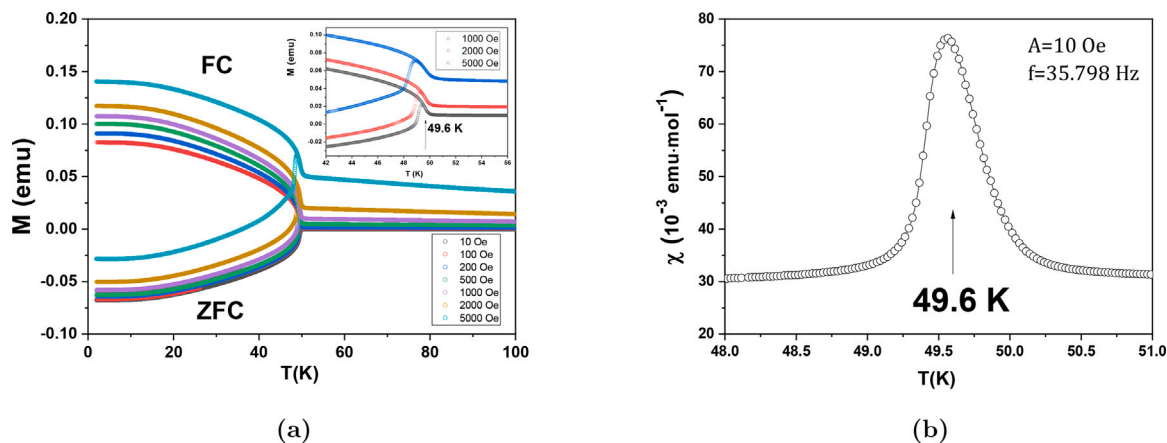 0.20
0.15
0.10
0.05
0.00
-0.05
-0.10
M (emu)
FC
ZFC
0 20 40 60 80 100
T(K)
10 Oe
100 Oe
200 Oe
500 Oe
1000 Oe
2000 Oe
5000 Oe
0.10
0.08
0.06
0.04
0.02
0.00
-0.02
M (emu)
1000 Oe
2000 Oe
5000 Oe
49.6 K
42 44 46 48 50 52 54 56
T (K)
(a)
80
70
60
50
40
30
20
χ (10⁻³ emu·mol⁻¹)
A=10 Oe
f=35.798 Hz
49.6 K
48.0 48.5 49.0 49.5 50.0 50.5 51.0
T(K)
(b)